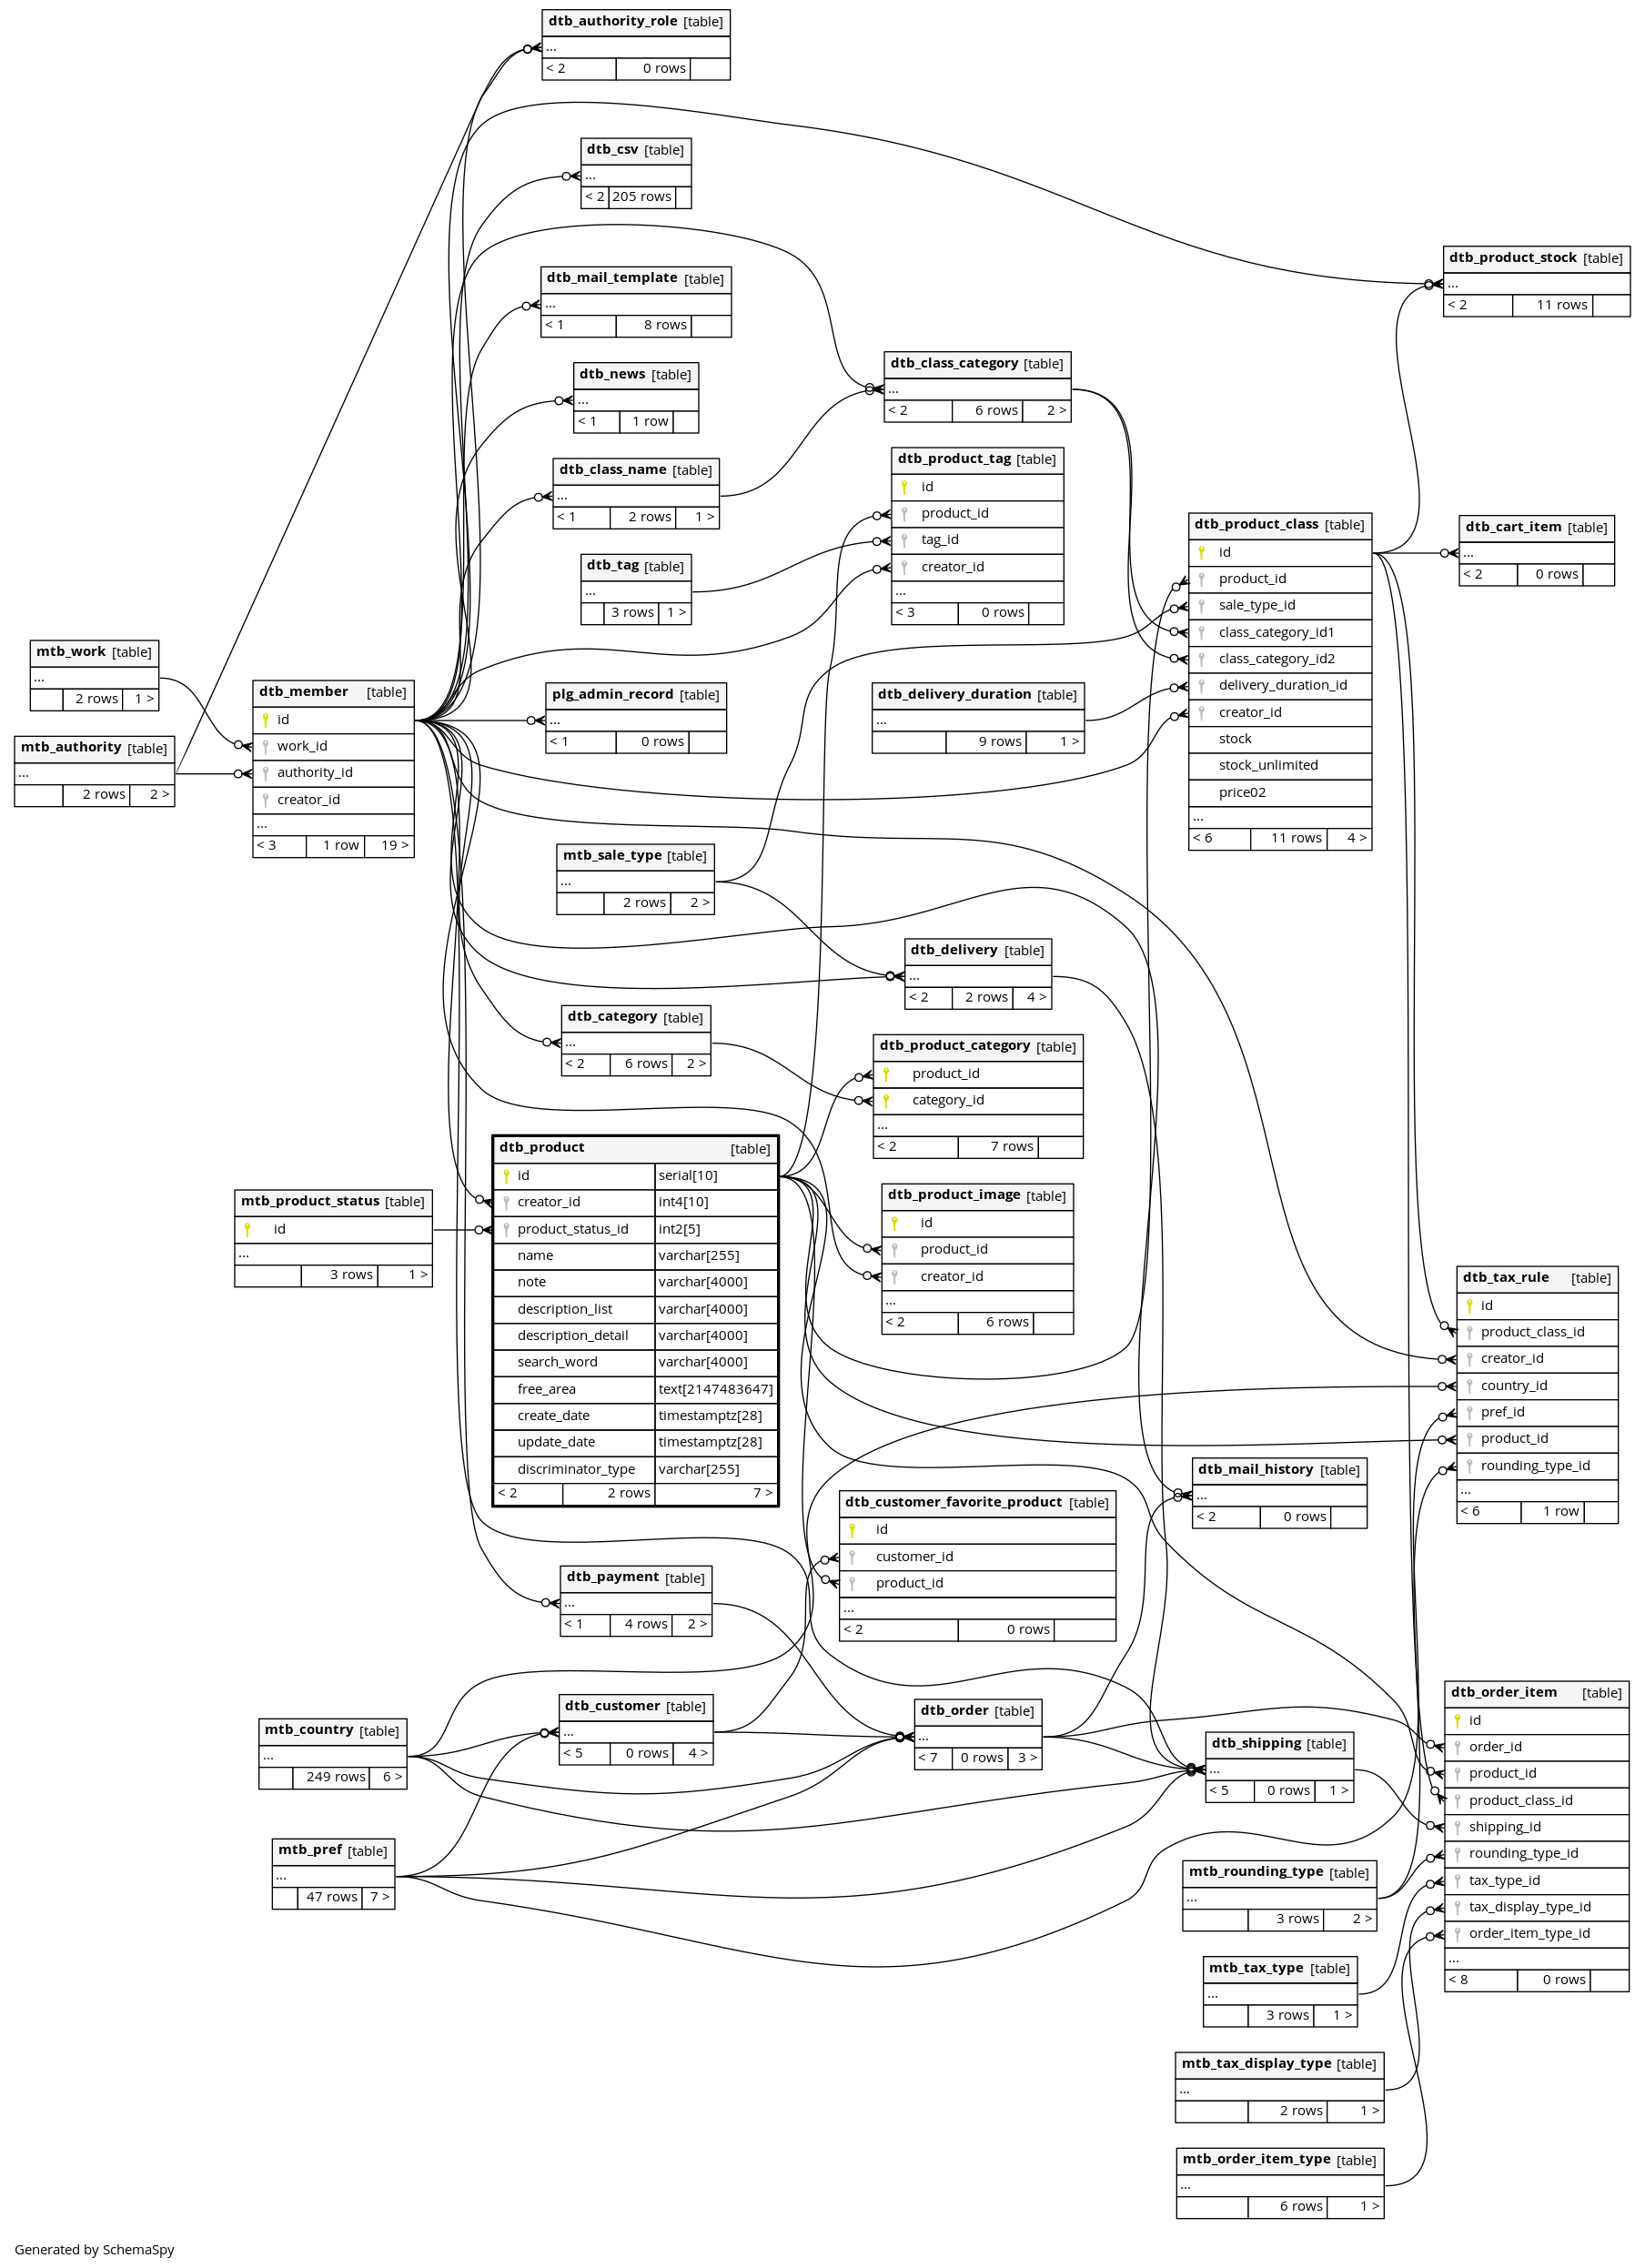 dtb_authority_role [table]
...
< 2 0 rows
dtb_csv [table]
...
< 2 205 rows
dtb_mail_template [table]
...
< 1 8 rows
dtb_news [table]
...
< 1 1 row
dtb_class_name [table]
...
< 1 2 rows 1 >
dtb_tag [table]
...
3 rows 1 >
dtb_product_stock [table]
...
< 2 11 rows
dtb_class_category [table]
...
< 2 6 rows 2 >
dtb_product_tag [table]
id
product_id
tag_id
creator_id
...
< 3 0 rows
dtb_product_class [table]
id
product_id
sale_type_id
class_category_id1
class_category_id2
delivery_duration_id
creator_id
stock
stock_unlimited
price02
...
< 6 11 rows 4 >
dtb_cart_item [table]
...
< 2 0 rows
mtb_work [table]
...
2 rows 1 >
mtb_authority [table]
...
2 rows 2 >
dtb_member [table]
id
work_id
authority_id
creator_id
...
< 3 1 row 19 >
plg_admin_record [table]
...
< 1 0 rows
dtb_delivery_duration [table]
...
9 rows 1 >
mtb_sale_type [table]
...
2 rows 2 >
dtb_delivery [table]
...
< 2 2 rows 4 >
dtb_category [table]
...
< 2 6 rows 2 >
dtb_product_category [table]
product_id
category_id
...
< 2 7 rows
dtb_product [table]
id serial[10]
creator_id int4[10]
product_status_id int2[5]
name varchar[255]
note varchar[4000]
description_list varchar[4000]
description_detail varchar[4000]
search_word varchar[4000]
free_area text[2147483647]
create_date timestamptz[28]
update_date timestamptz[28]
discriminator_type varchar[255]
< 2 2 rows 7 >
mtb_product_status [table]
id
...
3 rows 1 >
dtb_product_image [table]
id
product_id
creator_id
...
< 2 6 rows
dtb_tax_rule [table]
id
product_class_id
creator_id
country_id
pref_id
product_id
rounding_type_id
...
< 6 1 row
dtb_mail_history [table]
...
< 2 0 rows
dtb_customer_favorite_product [table]
id
customer_id
product_id
...
< 2 0 rows
dtb_payment [table]
...
< 1 4 rows 2 >
dtb_customer [table]
...
< 5 0 rows 4 >
dtb_order [table]
...
< 7 0 rows 3 >
mtb_country [table]
...
249 rows 6 >
mtb_pref [table]
...
47 rows 7 >
dtb_shipping [table]
...
< 5 0 rows 1 >
dtb_order_item [table]
id
order_id
product_id
product_class_id
shipping_id
rounding_type_id
tax_type_id
tax_display_type_id
order_item_type_id
...
< 8 0 rows
mtb_rounding_type [table]
...
3 rows 2 >
mtb_tax_type [table]
...
3 rows 1 >
mtb_tax_display_type [table]
...
2 rows 1 >
mtb_order_item_type [table]
...
6 rows 1 >
Generated by SchemaSpy